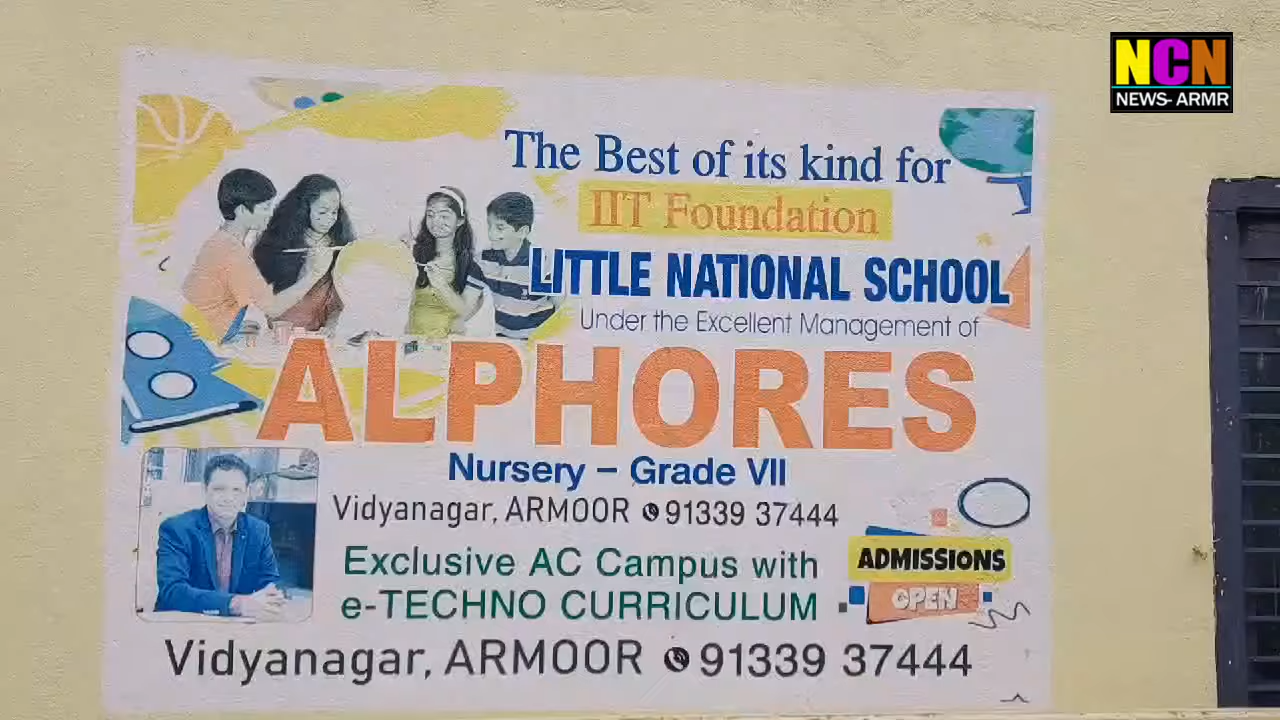 NCN
NEWS- ARMR
The Best of its kind for
IIT Foundation
LITTLE NATIONAL SCHOOL
Under the Excellent Management of
ALPHORES
Nursery – Grade VII
Vidyanagar, ARMOOR 91339 37444
Exclusive AC Campus with
e-TECHNO CURRICULUM
ADMISSIONS
OPEN
Vidyanagar, ARMOOR 91339 37444